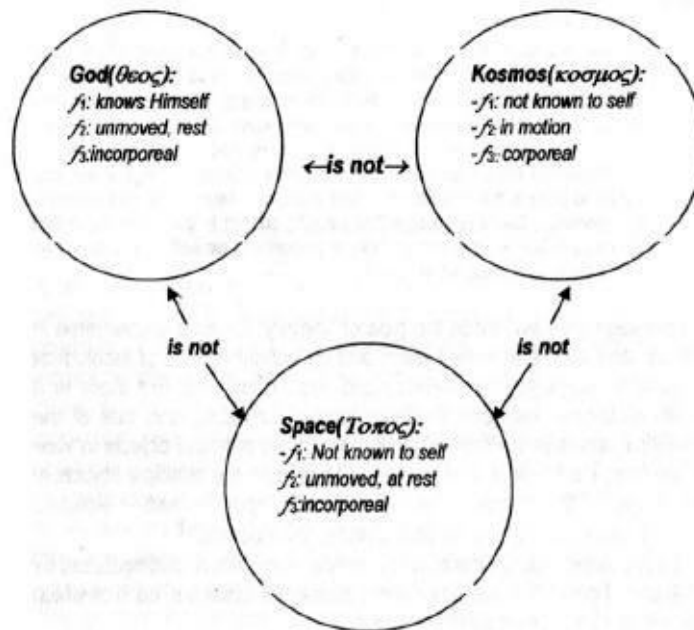 God(θεος):
f1: knows Himself
f2: unmoved, rest
f3:incorporeal
Kosmos(κοσμος):
-f1: not known to self
-f2 in motion
-f3: corporeal
←is not→
is not
is not
Space(Τοπος):
-f1: Not known to self
f2: unmoved, at rest
f3:incorporeal